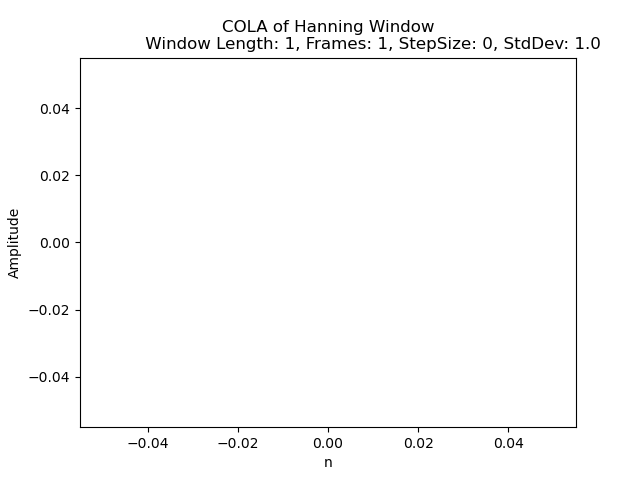 COLA of Hanning Window
Window Length: 1, Frames: 1, StepSize: 0, StdDev: 1.0
0.04
0.02
0.00
−0.02
−0.04
Amplitude
−0.04
−0.02
0.00
0.02
0.04
n